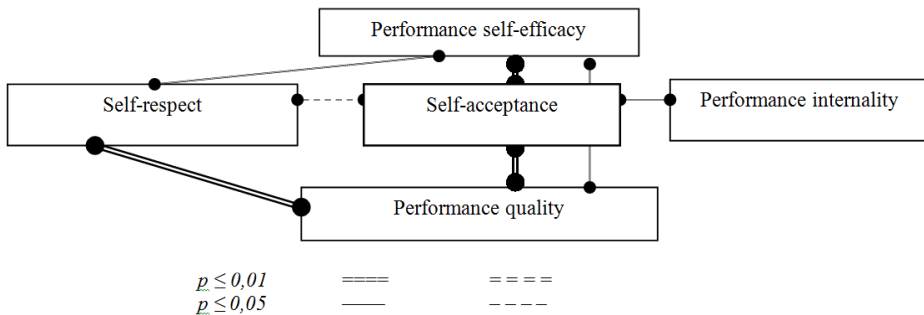 Performance self-efficacy
Self-respect
Self-acceptance
Performance internality
Performance quality
p ≤ 0,01 ==== = = = =
p ≤ 0,05 —— - - - -